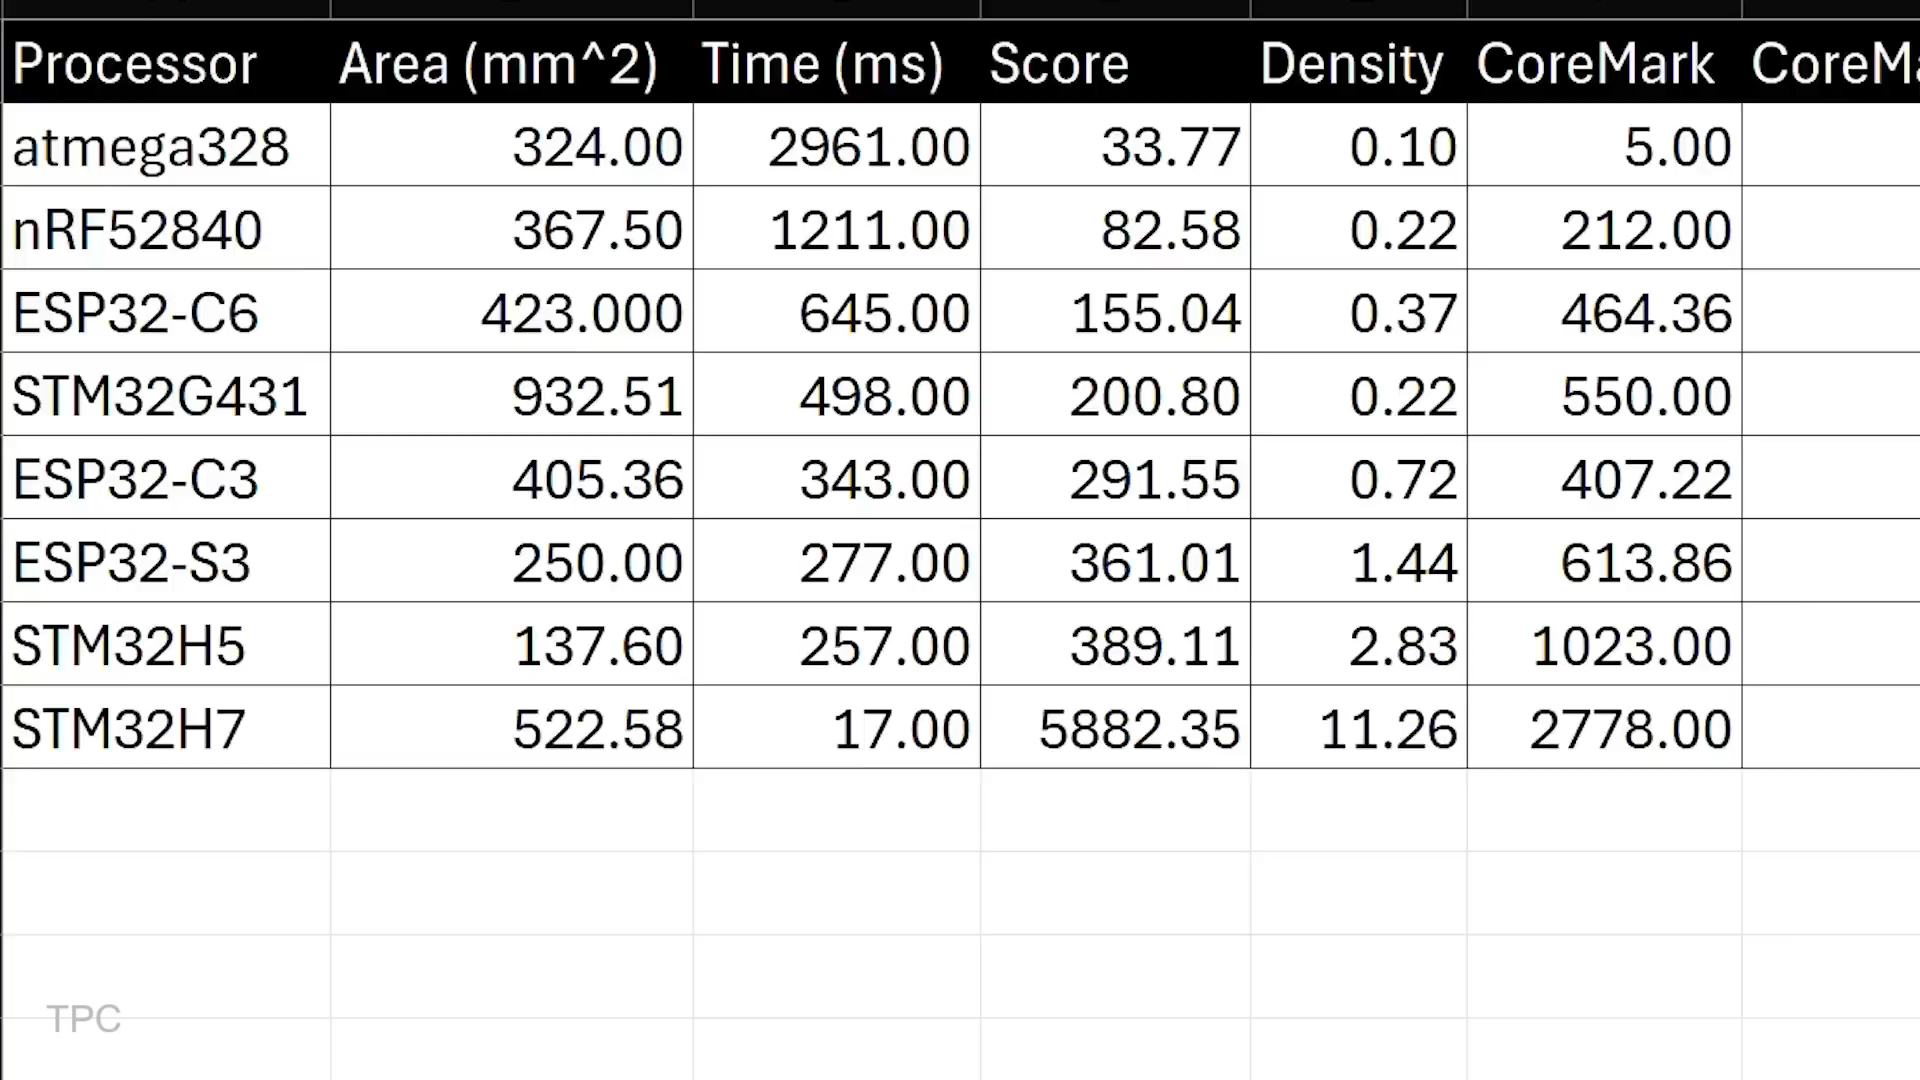 Processor Area (mm^2) Time (ms) Score Density CoreMark CoreMa
atmega328 324.00 2961.00 33.77 0.10 5.00
nRF52840 367.50 1211.00 82.58 0.22 212.00
ESP32-C6 423.000 645.00 155.04 0.37 464.36
STM32G431 932.51 498.00 200.80 0.22 550.00
ESP32-C3 405.36 343.00 291.55 0.72 407.22
ESP32-S3 250.00 277.00 361.01 1.44 613.86
STM32H5 137.60 257.00 389.11 2.83 1023.00
STM32H7 522.58 17.00 5882.35 11.26 2778.00
TPC